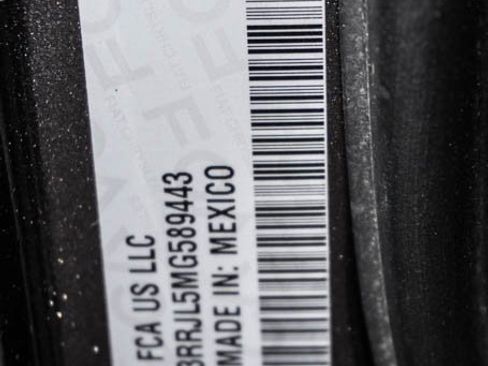 FCA US LLC
3RRJL5MG589443
MADE IN: MEXICO